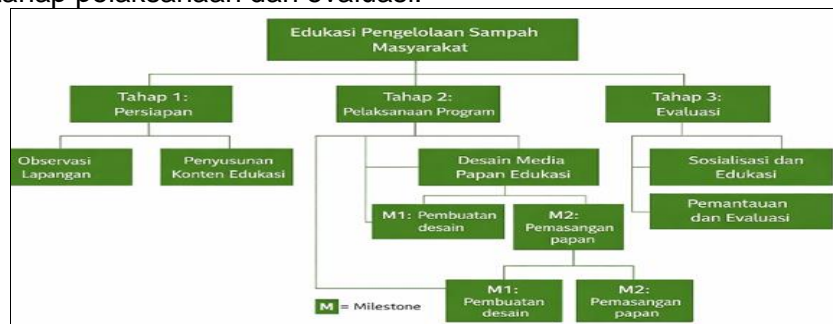 tahap pelaksanaan dan evaluasi.
Edukasi Pengelolaan Sampah
Masyarakat
Tahap 1:
Persiapan
Tahap 2:
Pelaksanaan Program
Tahap 3:
Evaluasi
Observasi
Lapangan
Penyusunan
Konten Edukasi
Desain Media
Papan Edukasi
Sosialisasi dan
Edukasi
M1: Pembuatan
desain
M2:
Pemasangan
papan
Pemantauan
dan Evaluasi
M1:
Pembuatan
desain
M2:
Pemasangan
papan
M = Milestone